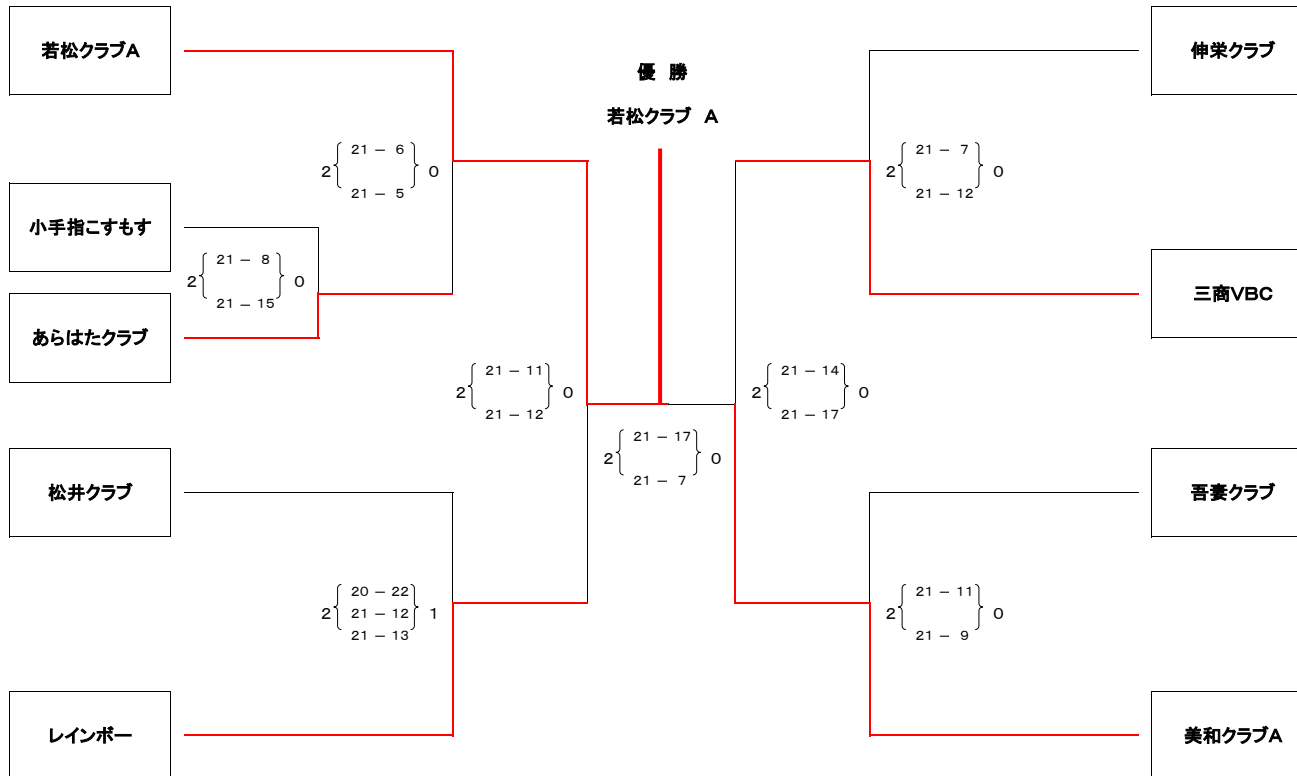 若松クラブA
伸栄クラブ
優 勝
若松クラブ A
21 － 6
2 0
21 － 5
21 － 7
2 0
21 － 12
小手指こすもす
21 － 8
2 0
21 － 15
三商VBC
あらはたクラブ
21 － 11
2 0
21 － 12
21 － 14
2 0
21 － 17
21 － 17
2 0
21 － 7
松井クラブ
吾妻クラブ
20 － 22
2 21 － 12 1
21 － 13
21 － 11
2 0
21 － 9
レインボー
美和クラブA